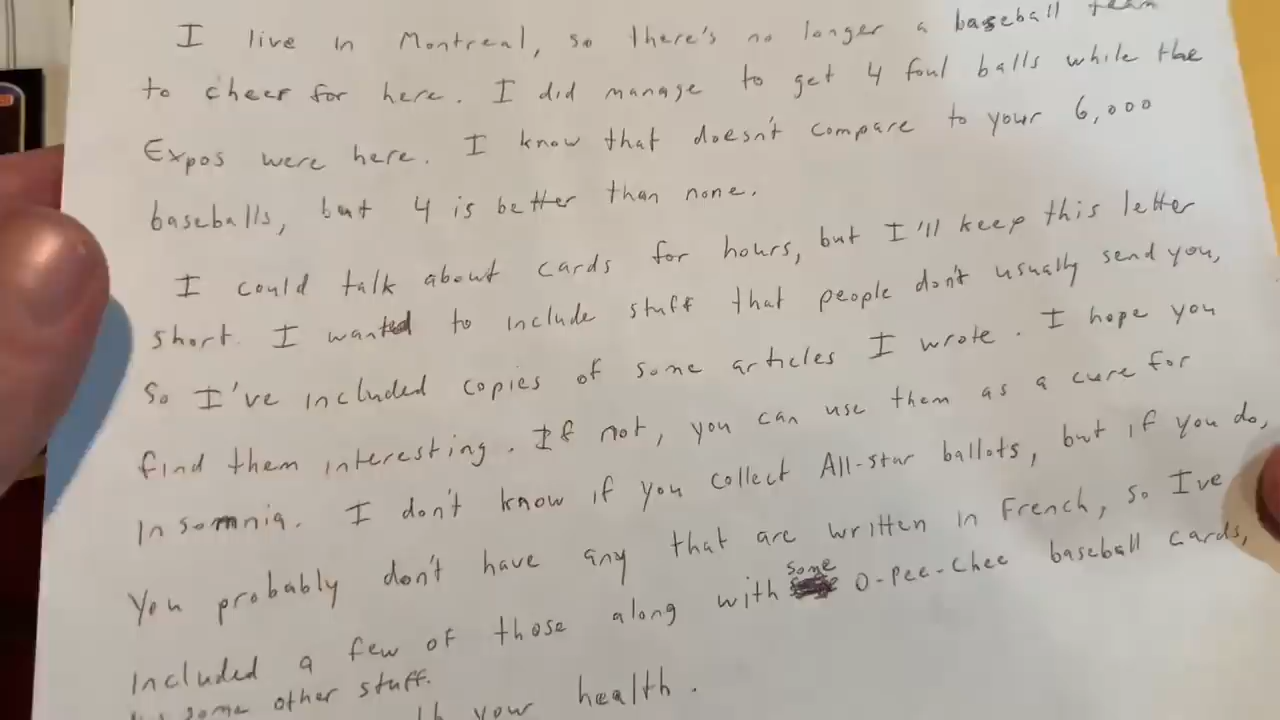 I live in Montreal, so there's no longer a baseball team
to cheer for here. I did manage to get 4 foul balls while the
Expos were here. I know that doesn't compare to your 6,000
baseballs, but 4 is better than none.
I could talk about cards for hours, but I'll keep this letter
short. I wanted to include stuff that people don't usually send you,
So I've included copies of some articles I wrote. I hope you
find them interesting. If not, you can use them as a cure for
Insomnia. I don't know if you collect All-Star ballots, but if you do,
You probably don't have any that are written in French, so I've
Included a few of those along with some O-Pee-Chee baseball cards,
some other stuff.
your health.